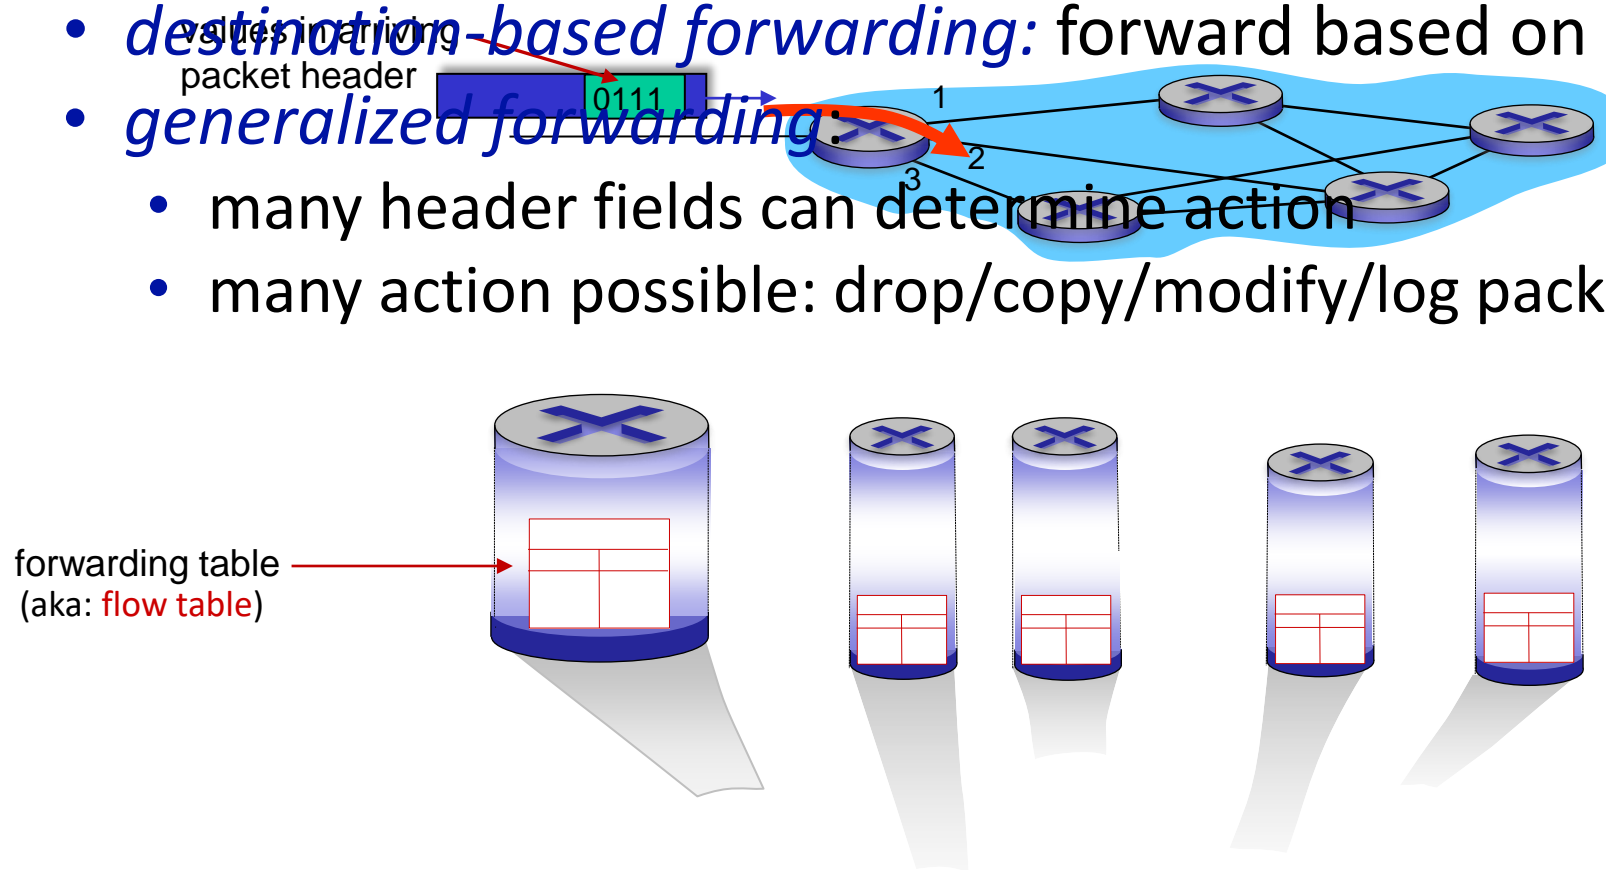 • destination-based forwarding: forward based on
values in arriving
packet header
0111
• generalized forwarding:
1
2
3
• many header fields can determine action
• many action possible: drop/copy/modify/log pack
forwarding table
(aka: flow table)